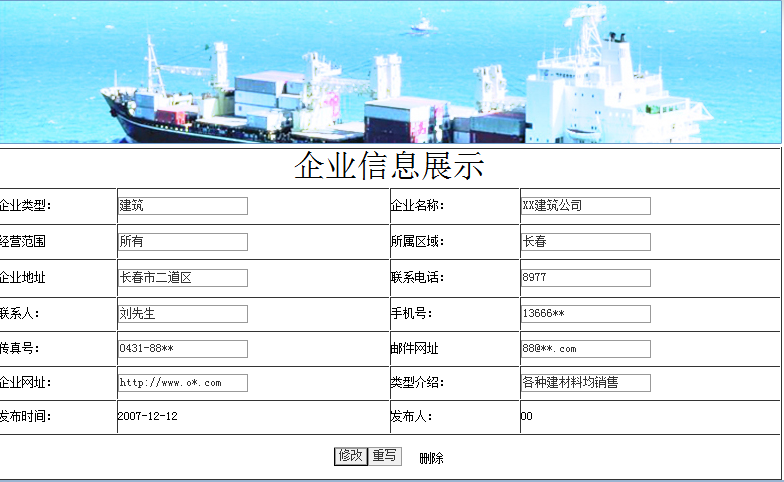 企业信息展示
企业类型： 建筑 企业名称： XX建筑公司
经营范围 所有 所属区域： 长春
企业地址 长春市二道区 联系电话： 8977
联系人： 刘先生 手机号： 13666**
传真号： 0431-88** 邮件网址 88@**.com
企业网址： http://www.o*.com 类型介绍： 各种建材料均销售
发布时间： 2007-12-12 发布人： 00
修改 重写 删除